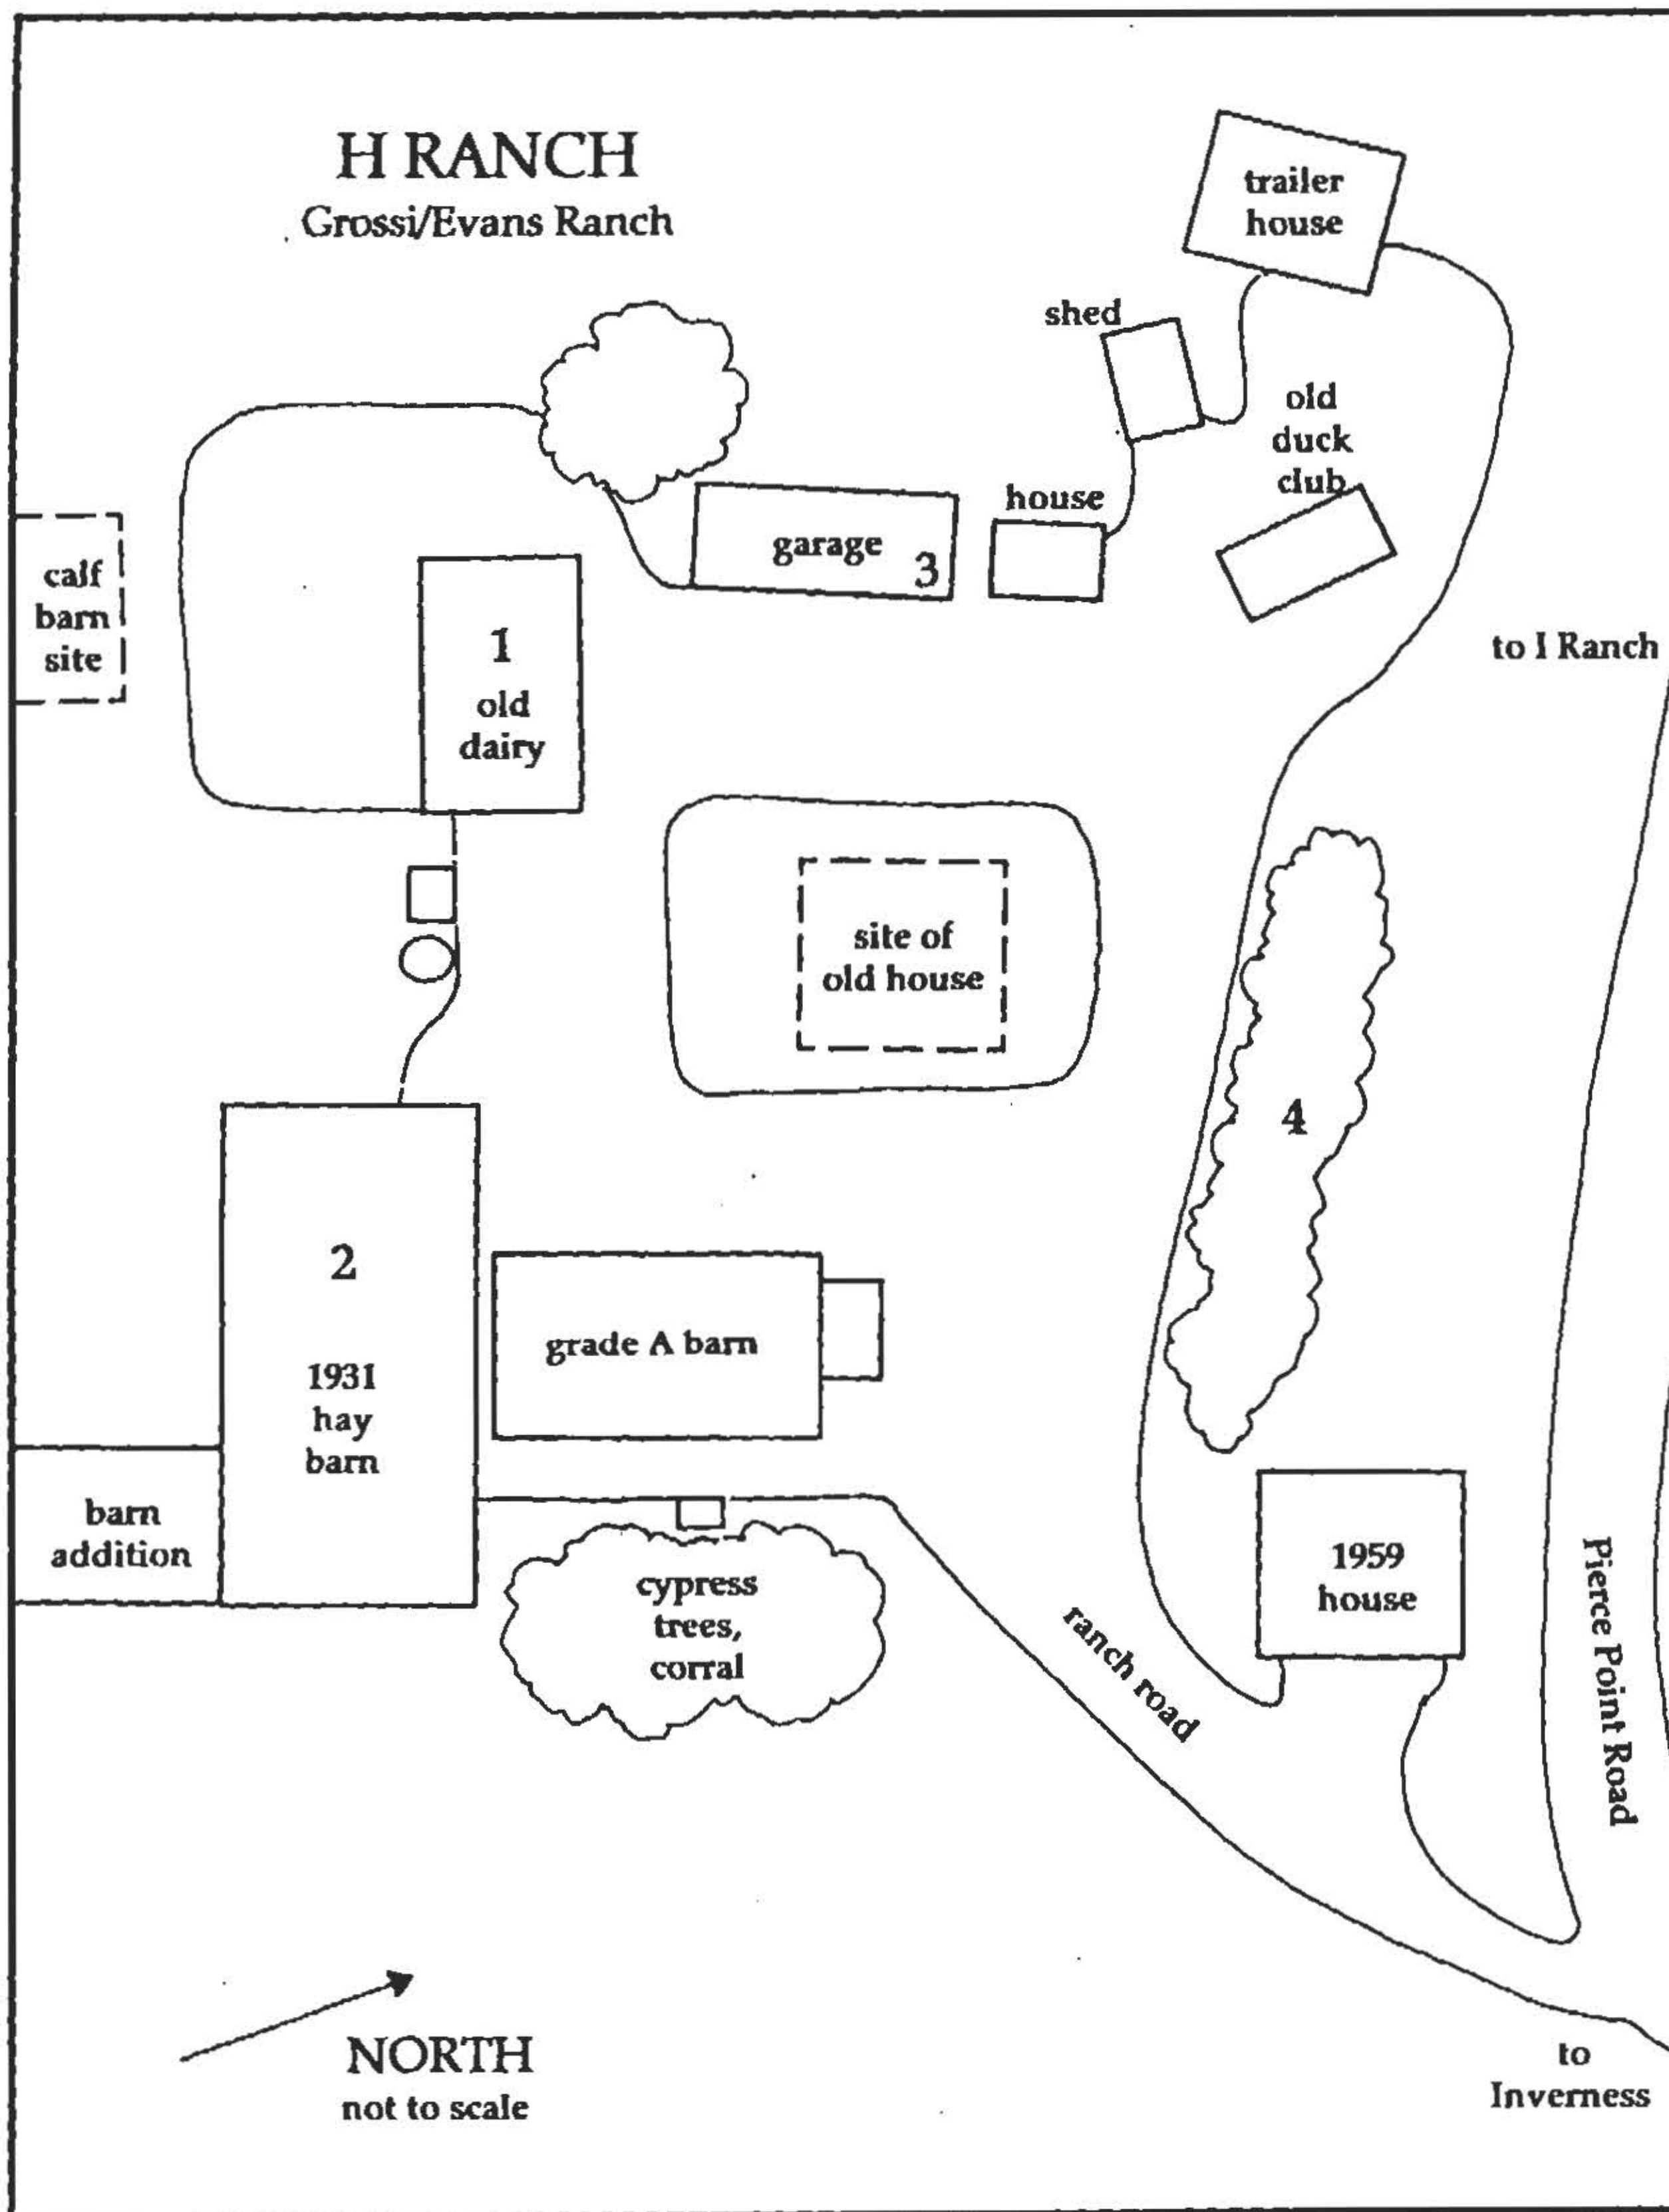 H RANCH
Grossi/Evans Ranch
trailer
house
shed
old
duck
club
house
garage
3
calf
barn
site
1
old
dairy
to I Ranch
site of
old house
4
2
1931
hay
barn
grade A barn
barn
addition
cypress
trees,
corral
1959
house
ranch road
Pierce Point Road
NORTH
not to scale
to
Inverness